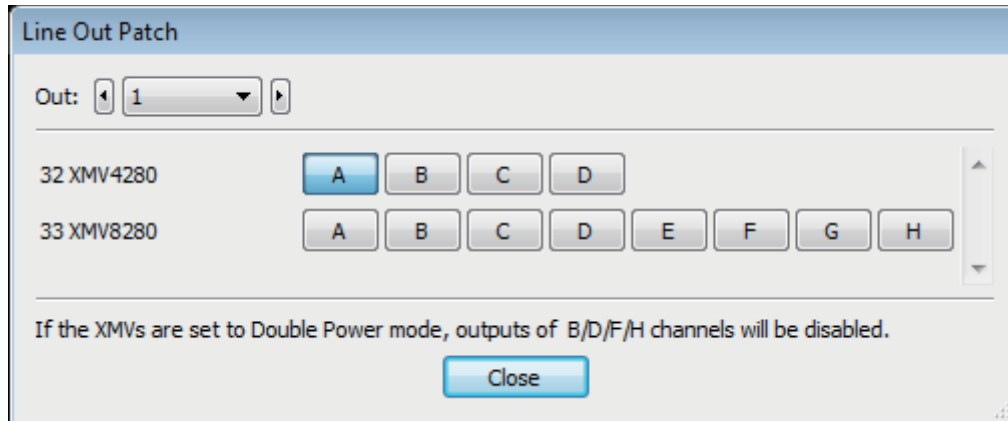 Line Out Patch
Out: 1
32 XMV4280 A B C D
33 XMV8280 A B C D E F G H
If the XMVs are set to Double Power mode, outputs of B/D/F/H channels will be disabled.
Close